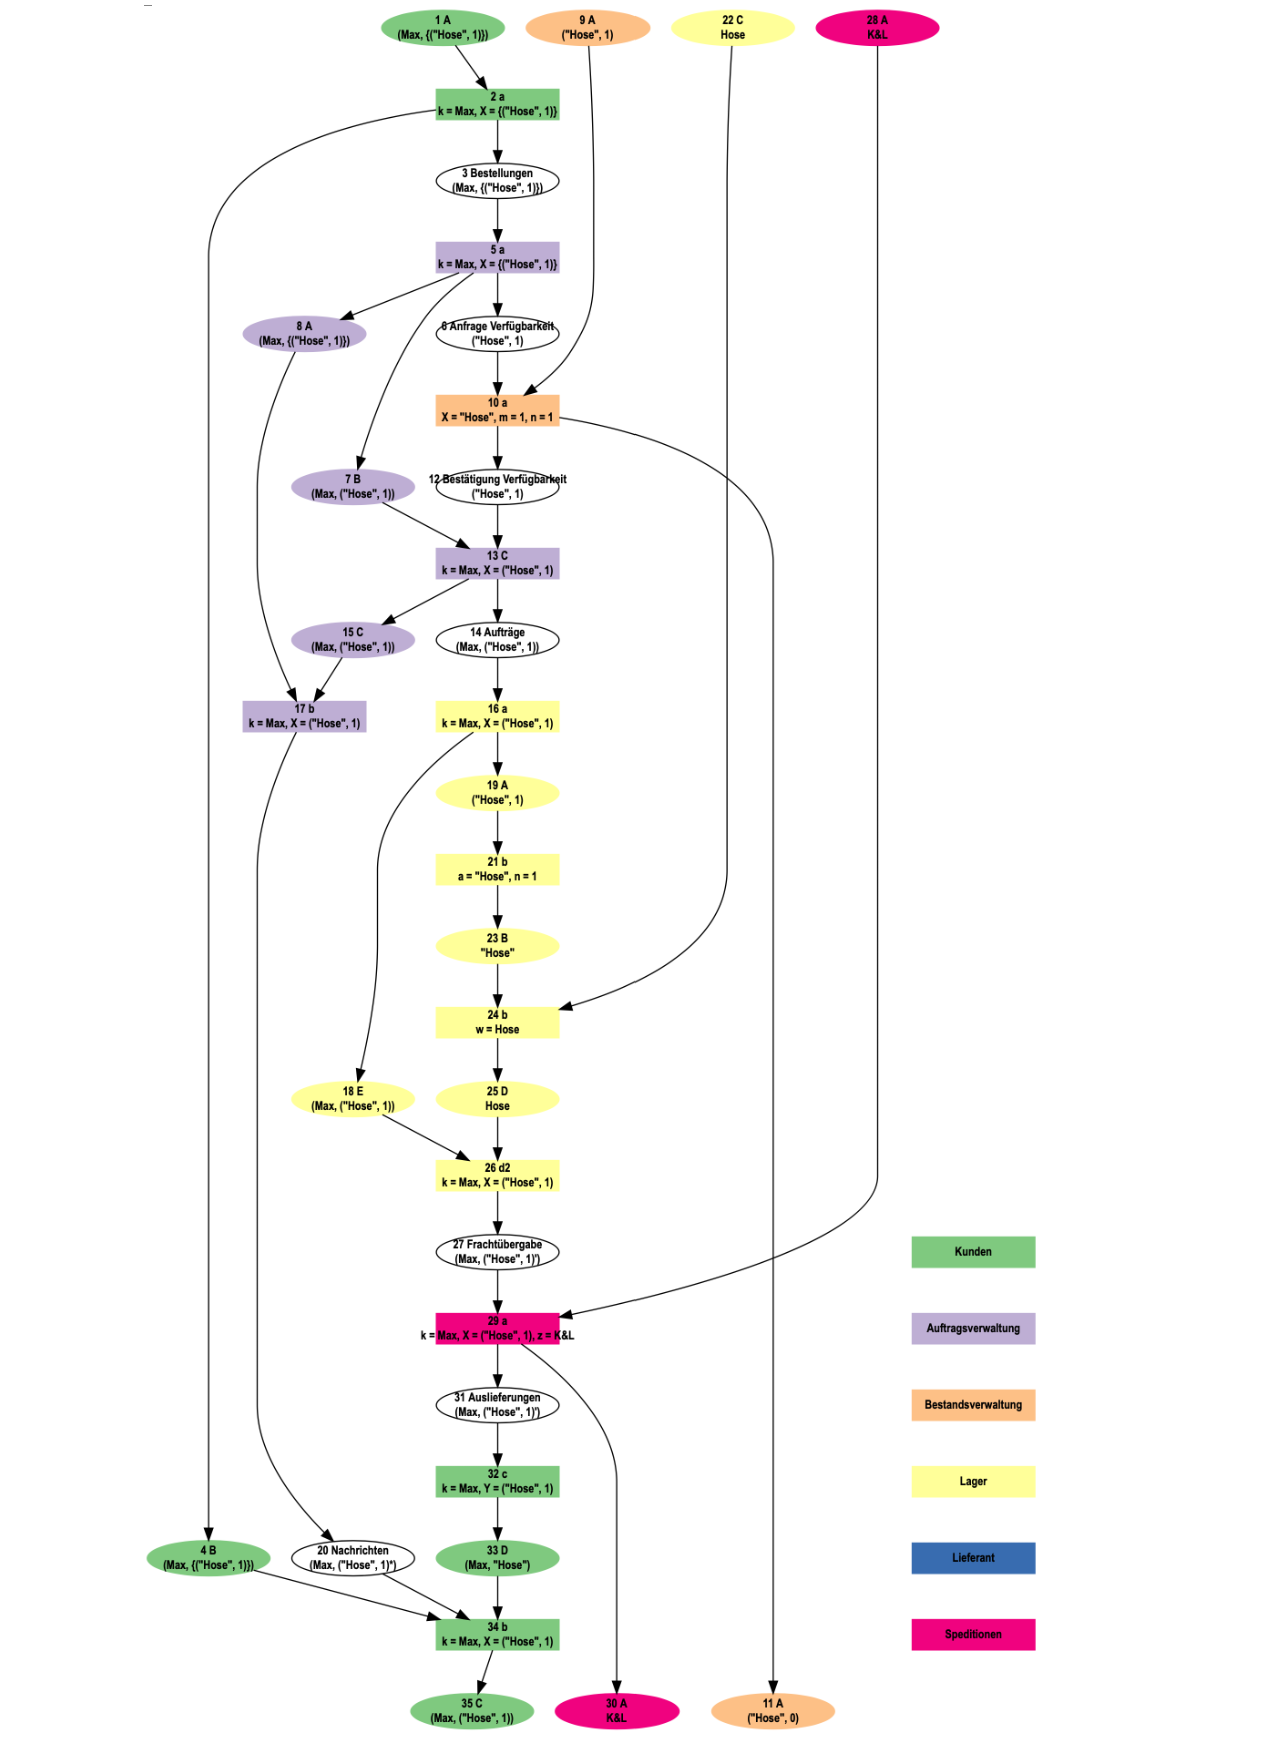 1 A
(Max, {("Hose", 1)})
9 A
("Hose", 1)
22 C
Hose
28 A
K&L
2 a
k = Max, X = {("Hose", 1)}
3 Bestellungen
(Max, {("Hose", 1)})
5 a
k = Max, X = {("Hose", 1)}
8 A
(Max, {("Hose", 1)})
6 Anfrage Verfügbarkeit
("Hose", 1)
10 a
X = "Hose", m = 1, n = 1
7 B
(Max, ("Hose", 1))
12 Bestätigung Verfügbarkeit
("Hose", 1)
13 C
k = Max, X = ("Hose", 1)
15 C
(Max, ("Hose", 1))
14 Aufträge
(Max, ("Hose", 1))
17 b
k = Max, X = ("Hose", 1)
16 a
k = Max, X = ("Hose", 1)
19 A
("Hose", 1)
21 b
a = "Hose", n = 1
23 B
"Hose"
24 b
w = Hose
18 E
(Max, ("Hose", 1))
25 D
Hose
26 d2
k = Max, X = ("Hose", 1)
27 Frachtübergabe
(Max, ("Hose", 1)')
Kunden
29 a
k = Max, X = ("Hose", 1), z = K&L
Auftragsverwaltung
31 Auslieferungen
(Max, ("Hose", 1)')
Bestandsverwaltung
32 c
k = Max, Y = ("Hose", 1)
Lager
4 B
(Max, {("Hose", 1)})
20 Nachrichten
(Max, ("Hose", 1)*)
33 D
(Max, "Hose")
Lieferant
34 b
k = Max, X = ("Hose", 1)
Speditionen
35 C
(Max, ("Hose", 1))
30 A
K&L
11 A
("Hose", 0)